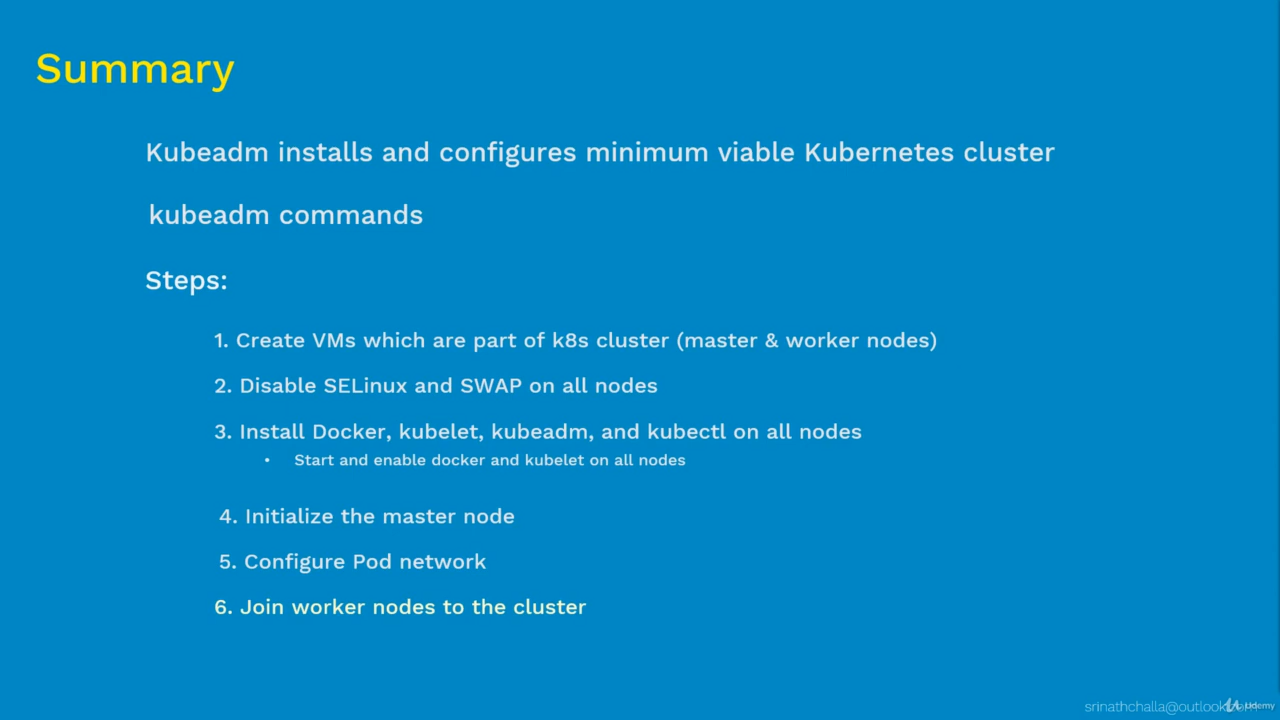 Summary
Kubeadm installs and configures minimum viable Kubernetes cluster
kubeadm commands
Steps:
1. Create VMs which are part of k8s cluster (master & worker nodes)
2. Disable SELinux and SWAP on all nodes
3. Install Docker, kubelet, kubeadm, and kubectl on all nodes
• Start and enable docker and kubelet on all nodes
4. Initialize the master node
5. Configure Pod network
6. Join worker nodes to the cluster
srinathchalla@outlook
Udemy